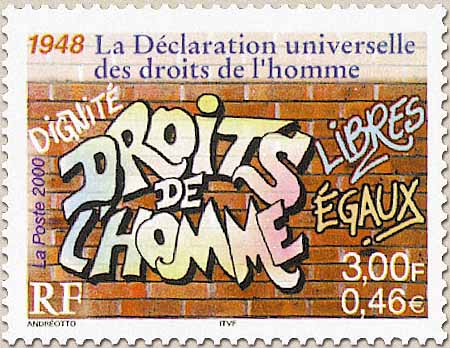 1948 La Déclaration universelle
des droits de l'homme
DIGNITÉ
DROITS
DE
L'HOMME
LIBRES
ÉGAUX
La Poste 2000
3,00F
0,46€
RF
ANDRÉOTTO
ITVF